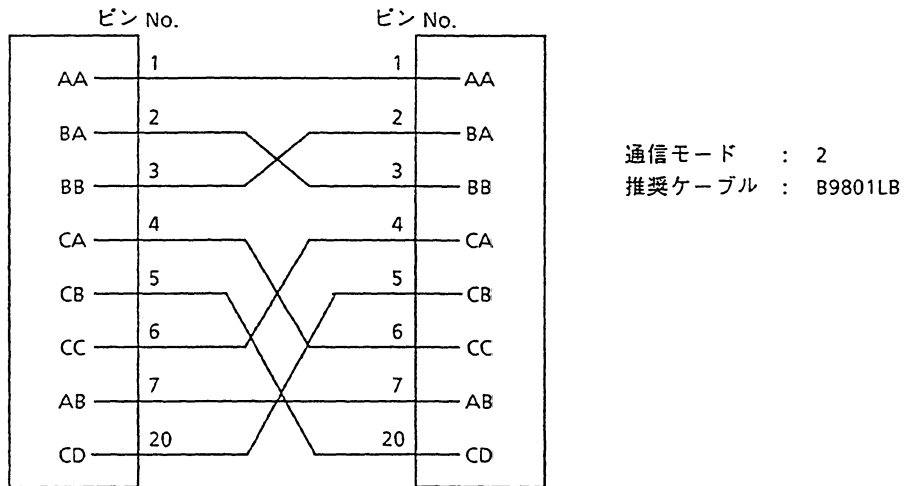 ピン No. ピン No.
AA 1 1 AA
BA 2 2 BA
BB 3 3 BB
CA 4 4 CA
CB 5 5 CB
CC 6 6 CC
AB 7 7 AB
CD 20 20 CD
通信モード : 2
推奨ケーブル : B9801LB